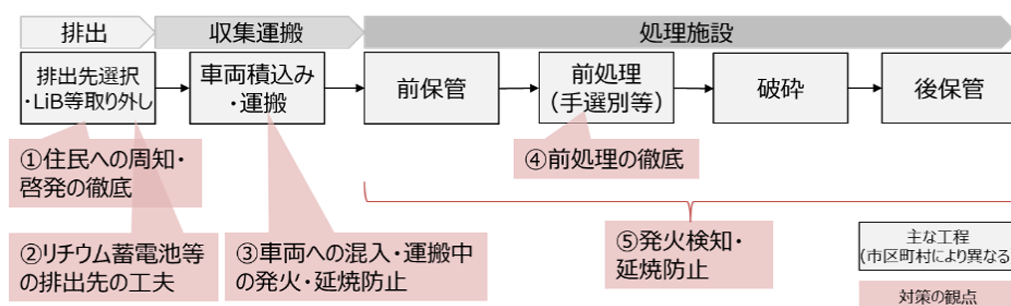 排出
収集運搬
処理施設
排出先選択
・LiB等取り外し
車両積込み
・運搬
前保管
前処理
（手選別等）
破砕
後保管
①住民への周知・
啓発の徹底
④前処理の徹底
②リチウム蓄電池等
の排出先の工夫
③車両への混入・運搬中
の発火・延焼防止
⑤発火検知・
延焼防止
主な工程
(市区町村により異なる
対策の観点